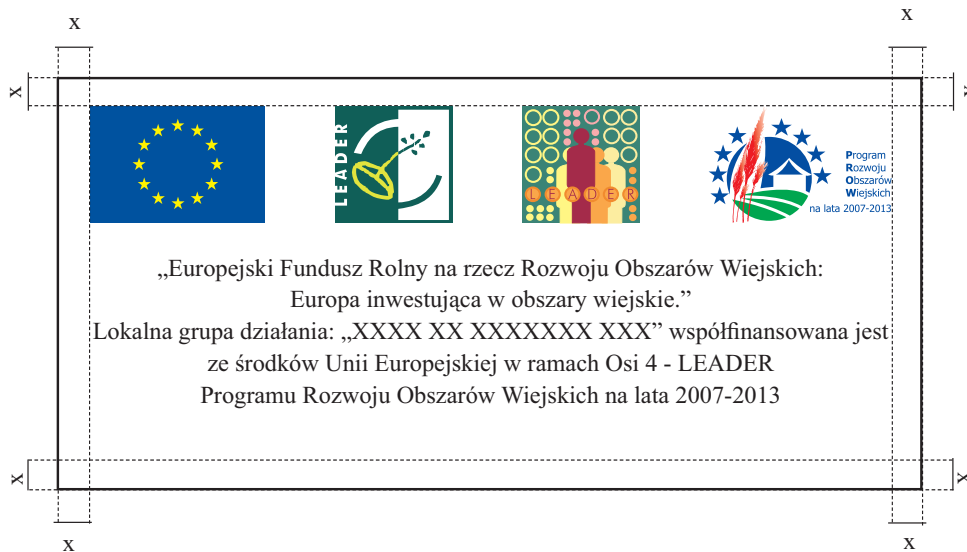 x
x
x
x
LEADER
LEADER
Program
Rozwoju
Obszarów
Wiejskich
na lata 2007-2013
„Europejski Fundusz Rolny na rzecz Rozwoju Obszarów Wiejskich:
Europa inwestująca w obszary wiejskie.”
Lokalna grupa działania: „XXXX XX XXXXXXX XXX” współfinansowana jest
ze środków Unii Europejskiej w ramach Osi 4 - LEADER
Programu Rozwoju Obszarów Wiejskich na lata 2007-2013
x
x
x
x